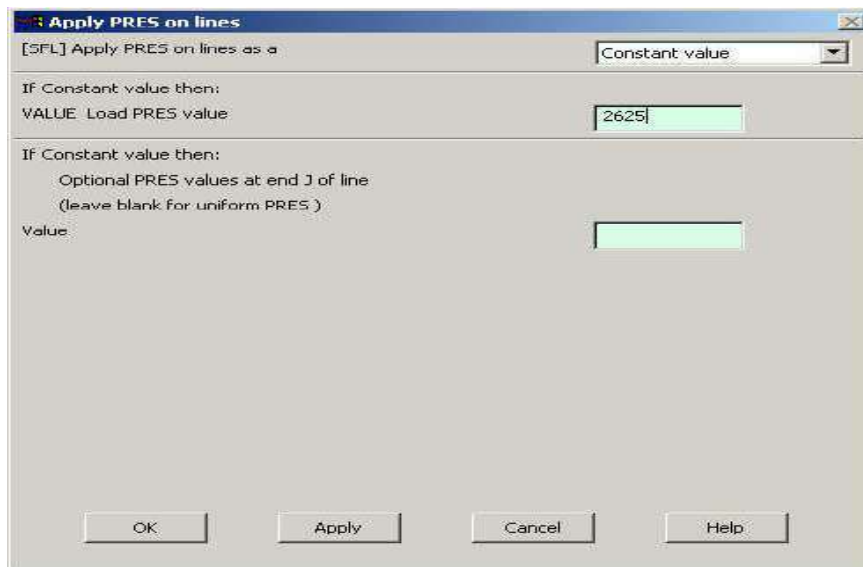 Apply PRES on lines
[SFL] Apply PRES on lines as a
Constant value
If Constant value then:
VALUE Load PRES value
2625
If Constant value then:
Optional PRES values at end J of line
(leave blank for uniform PRES )
Value
OK
Apply
Cancel
Help